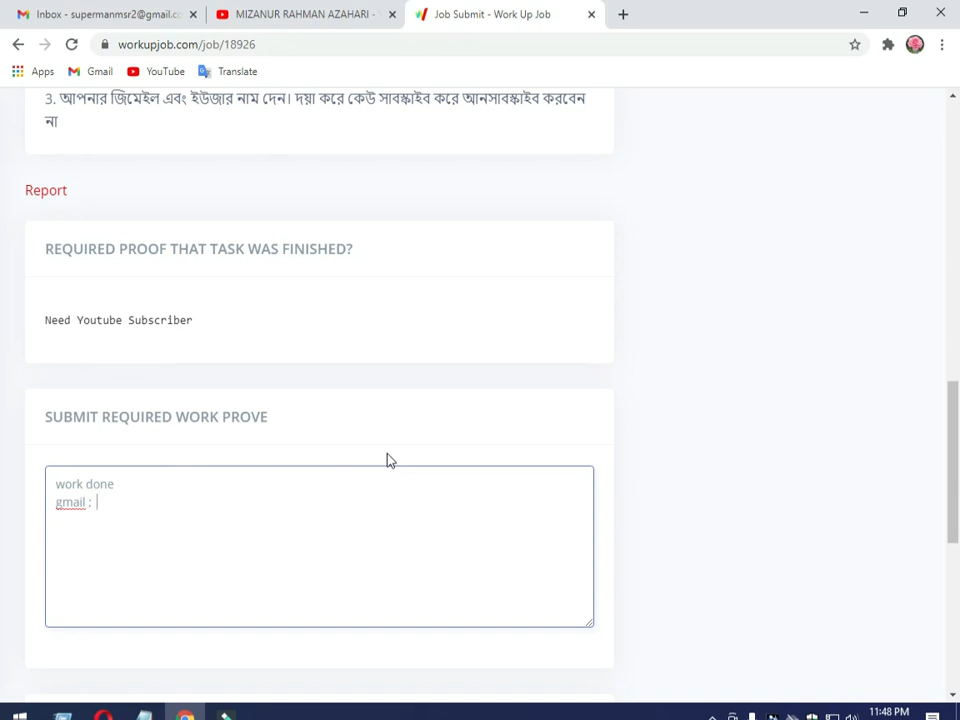 Inbox - supermanmsr2@gmail.c
MIZANUR RAHMAN AZAHARI -
Job Submit - Work Up Job
workupjob.com/job/18926
Apps
Gmail
YouTube
Translate
3. আপনার জিমেইল এবং ইউজার নাম দেন। দয়া করে কেউ সাবস্ক্রাইব করে আনসাবস্ক্রাইব করবেন
না
Report
REQUIRED PROOF THAT TASK WAS FINISHED?
Need Youtube Subscriber
SUBMIT REQUIRED WORK PROVE
work done
gmail ;
11:48 PM